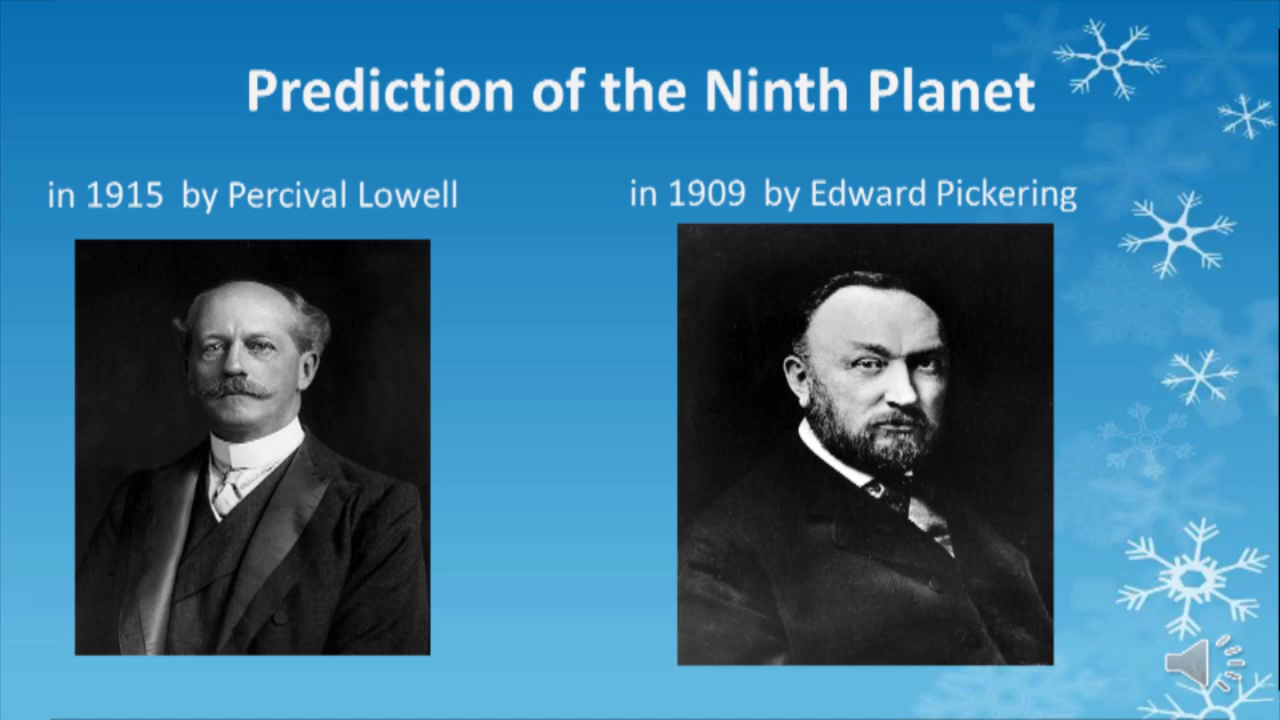 Prediction of the Ninth Planet
in 1915 by Percival Lowell
in 1909 by Edward Pickering